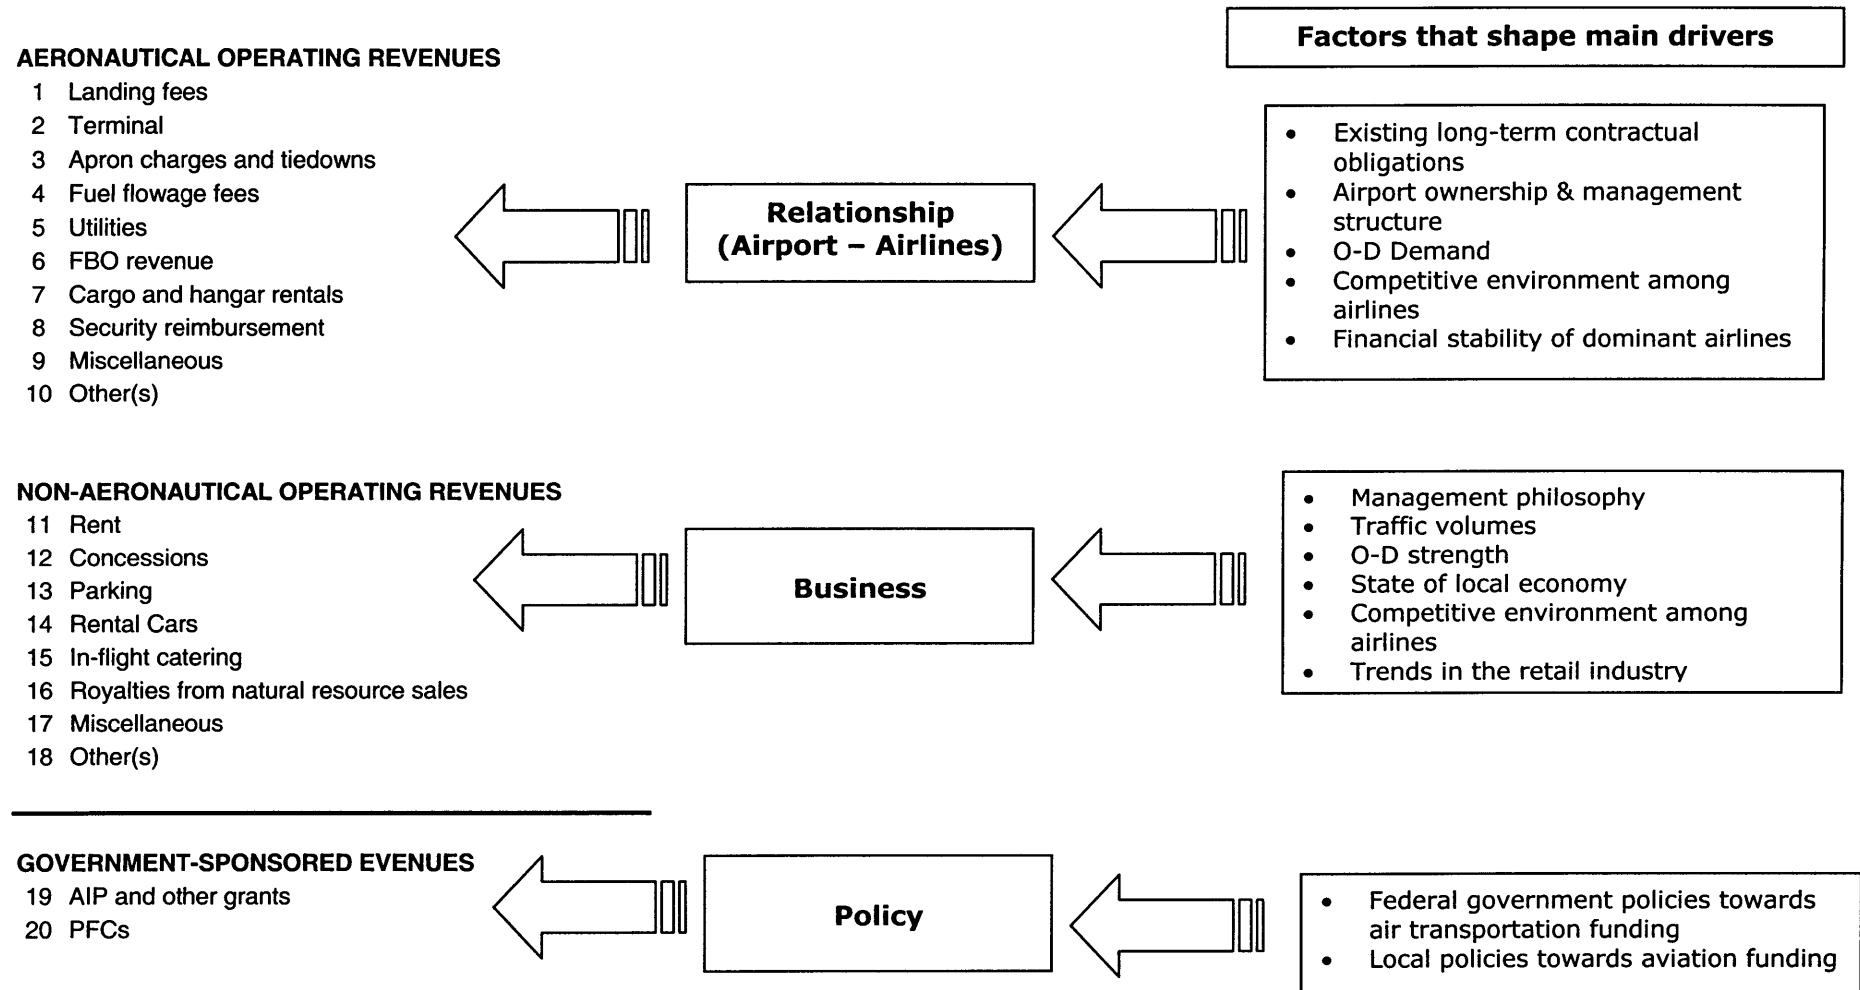 Factors that shape main drivers
AERONAUTICAL OPERATING REVENUES
1 Landing fees
2 Terminal
3 Apron charges and tiedowns
4 Fuel flowage fees
5 Utilities
6 FBO revenue
7 Cargo and hangar rentals
8 Security reimbursement
9 Miscellaneous
10 Other(s)
Relationship
(Airport – Airlines)
• Existing long-term contractual
obligations
• Airport ownership & management
structure
• O-D Demand
• Competitive environment among
airlines
• Financial stability of dominant airlines
NON-AERONAUTICAL OPERATING REVENUES
11 Rent
12 Concessions
13 Parking
14 Rental Cars
15 In-flight catering
16 Royalties from natural resource sales
17 Miscellaneous
18 Other(s)
Business
• Management philosophy
• Traffic volumes
• O-D strength
• State of local economy
• Competitive environment among
airlines
• Trends in the retail industry
GOVERNMENT-SPONSORED EVENUES
19 AIP and other grants
20 PFCs
Policy
• Federal government policies towards
air transportation funding
• Local policies towards aviation funding